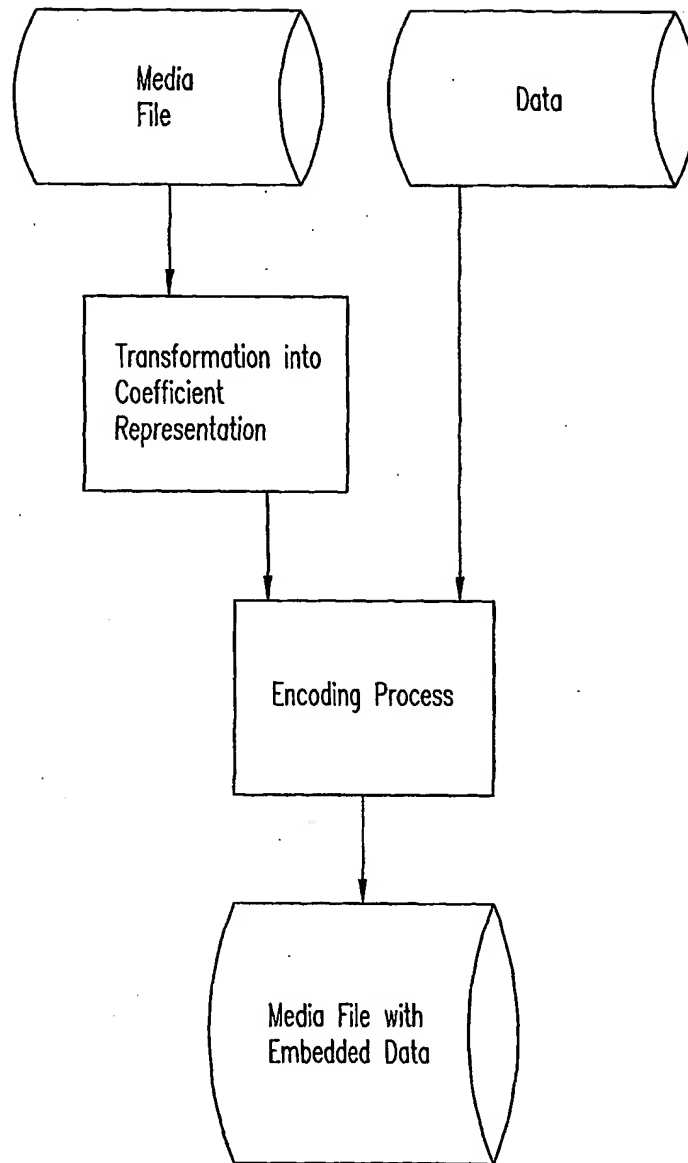 Media
File
Data
Transformation into
Coefficient
Representation
Encoding Process
Media File with
Embedded Data